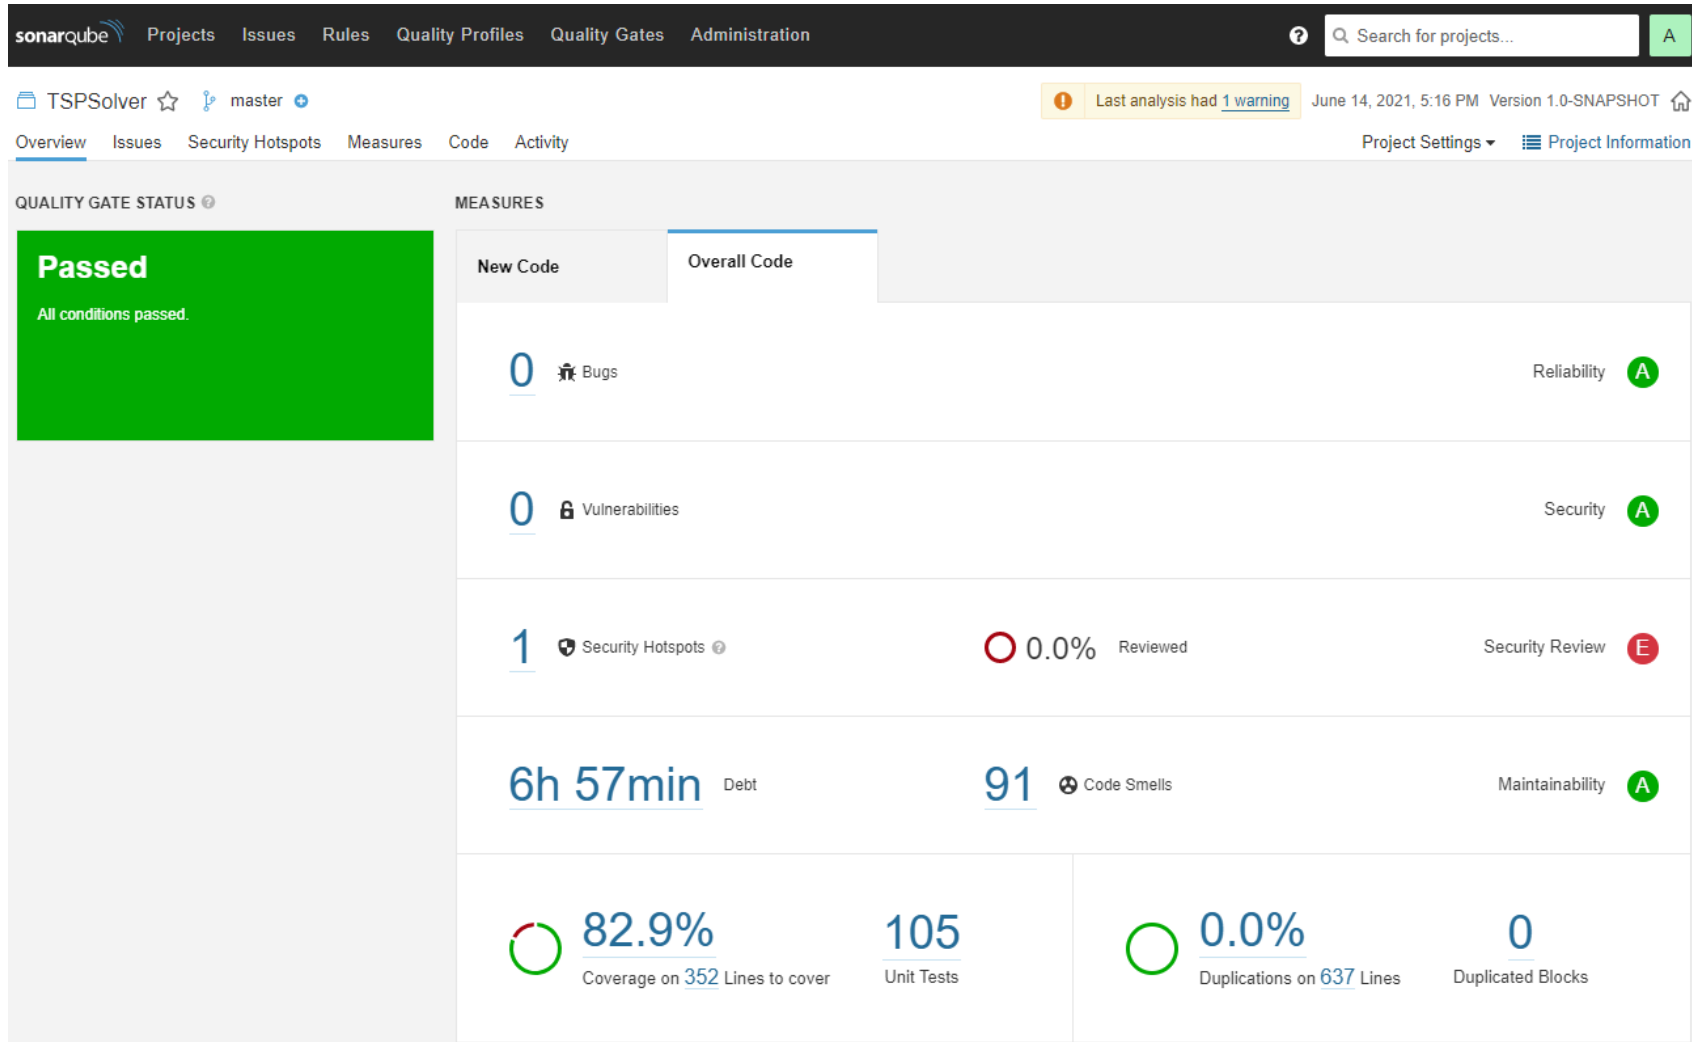 sonarqube Projects Issues Rules Quality Profiles Quality Gates Administration Search for projects... A
TSPSolver master Last analysis had 1 warning June 14, 2021, 5:16 PM Version 1.0-SNAPSHOT
Overview Issues Security Hotspots Measures Code Activity Project Settings Project Information
QUALITY GATE STATUS
Passed
All conditions passed.
MEASURES
New Code Overall Code
0 Bugs Reliability A
0 Vulnerabilities Security A
1 Security Hotspots 0.0% Reviewed Security Review E
6h 57min Debt 91 Code Smells Maintainability A
82.9% 105 0.0% 0
Coverage on 352 Lines to cover Unit Tests Duplications on 637 Lines Duplicated Blocks